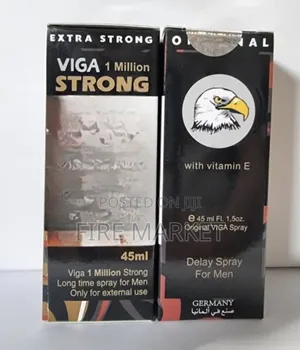 EXTRA STRONG
VIGA 1 Million
STRONG
45ml
Viga 1 Million Strong
Long time spray for Men
Only for external use
ORIGINAL
with vitamin E
e 45 ml FL. 1,5oz.
Original VIGA Spray
Delay Spray
For Men
GERMANY
صنع في ألمانيا
POSTED ON JIJI
FIRE MARKET